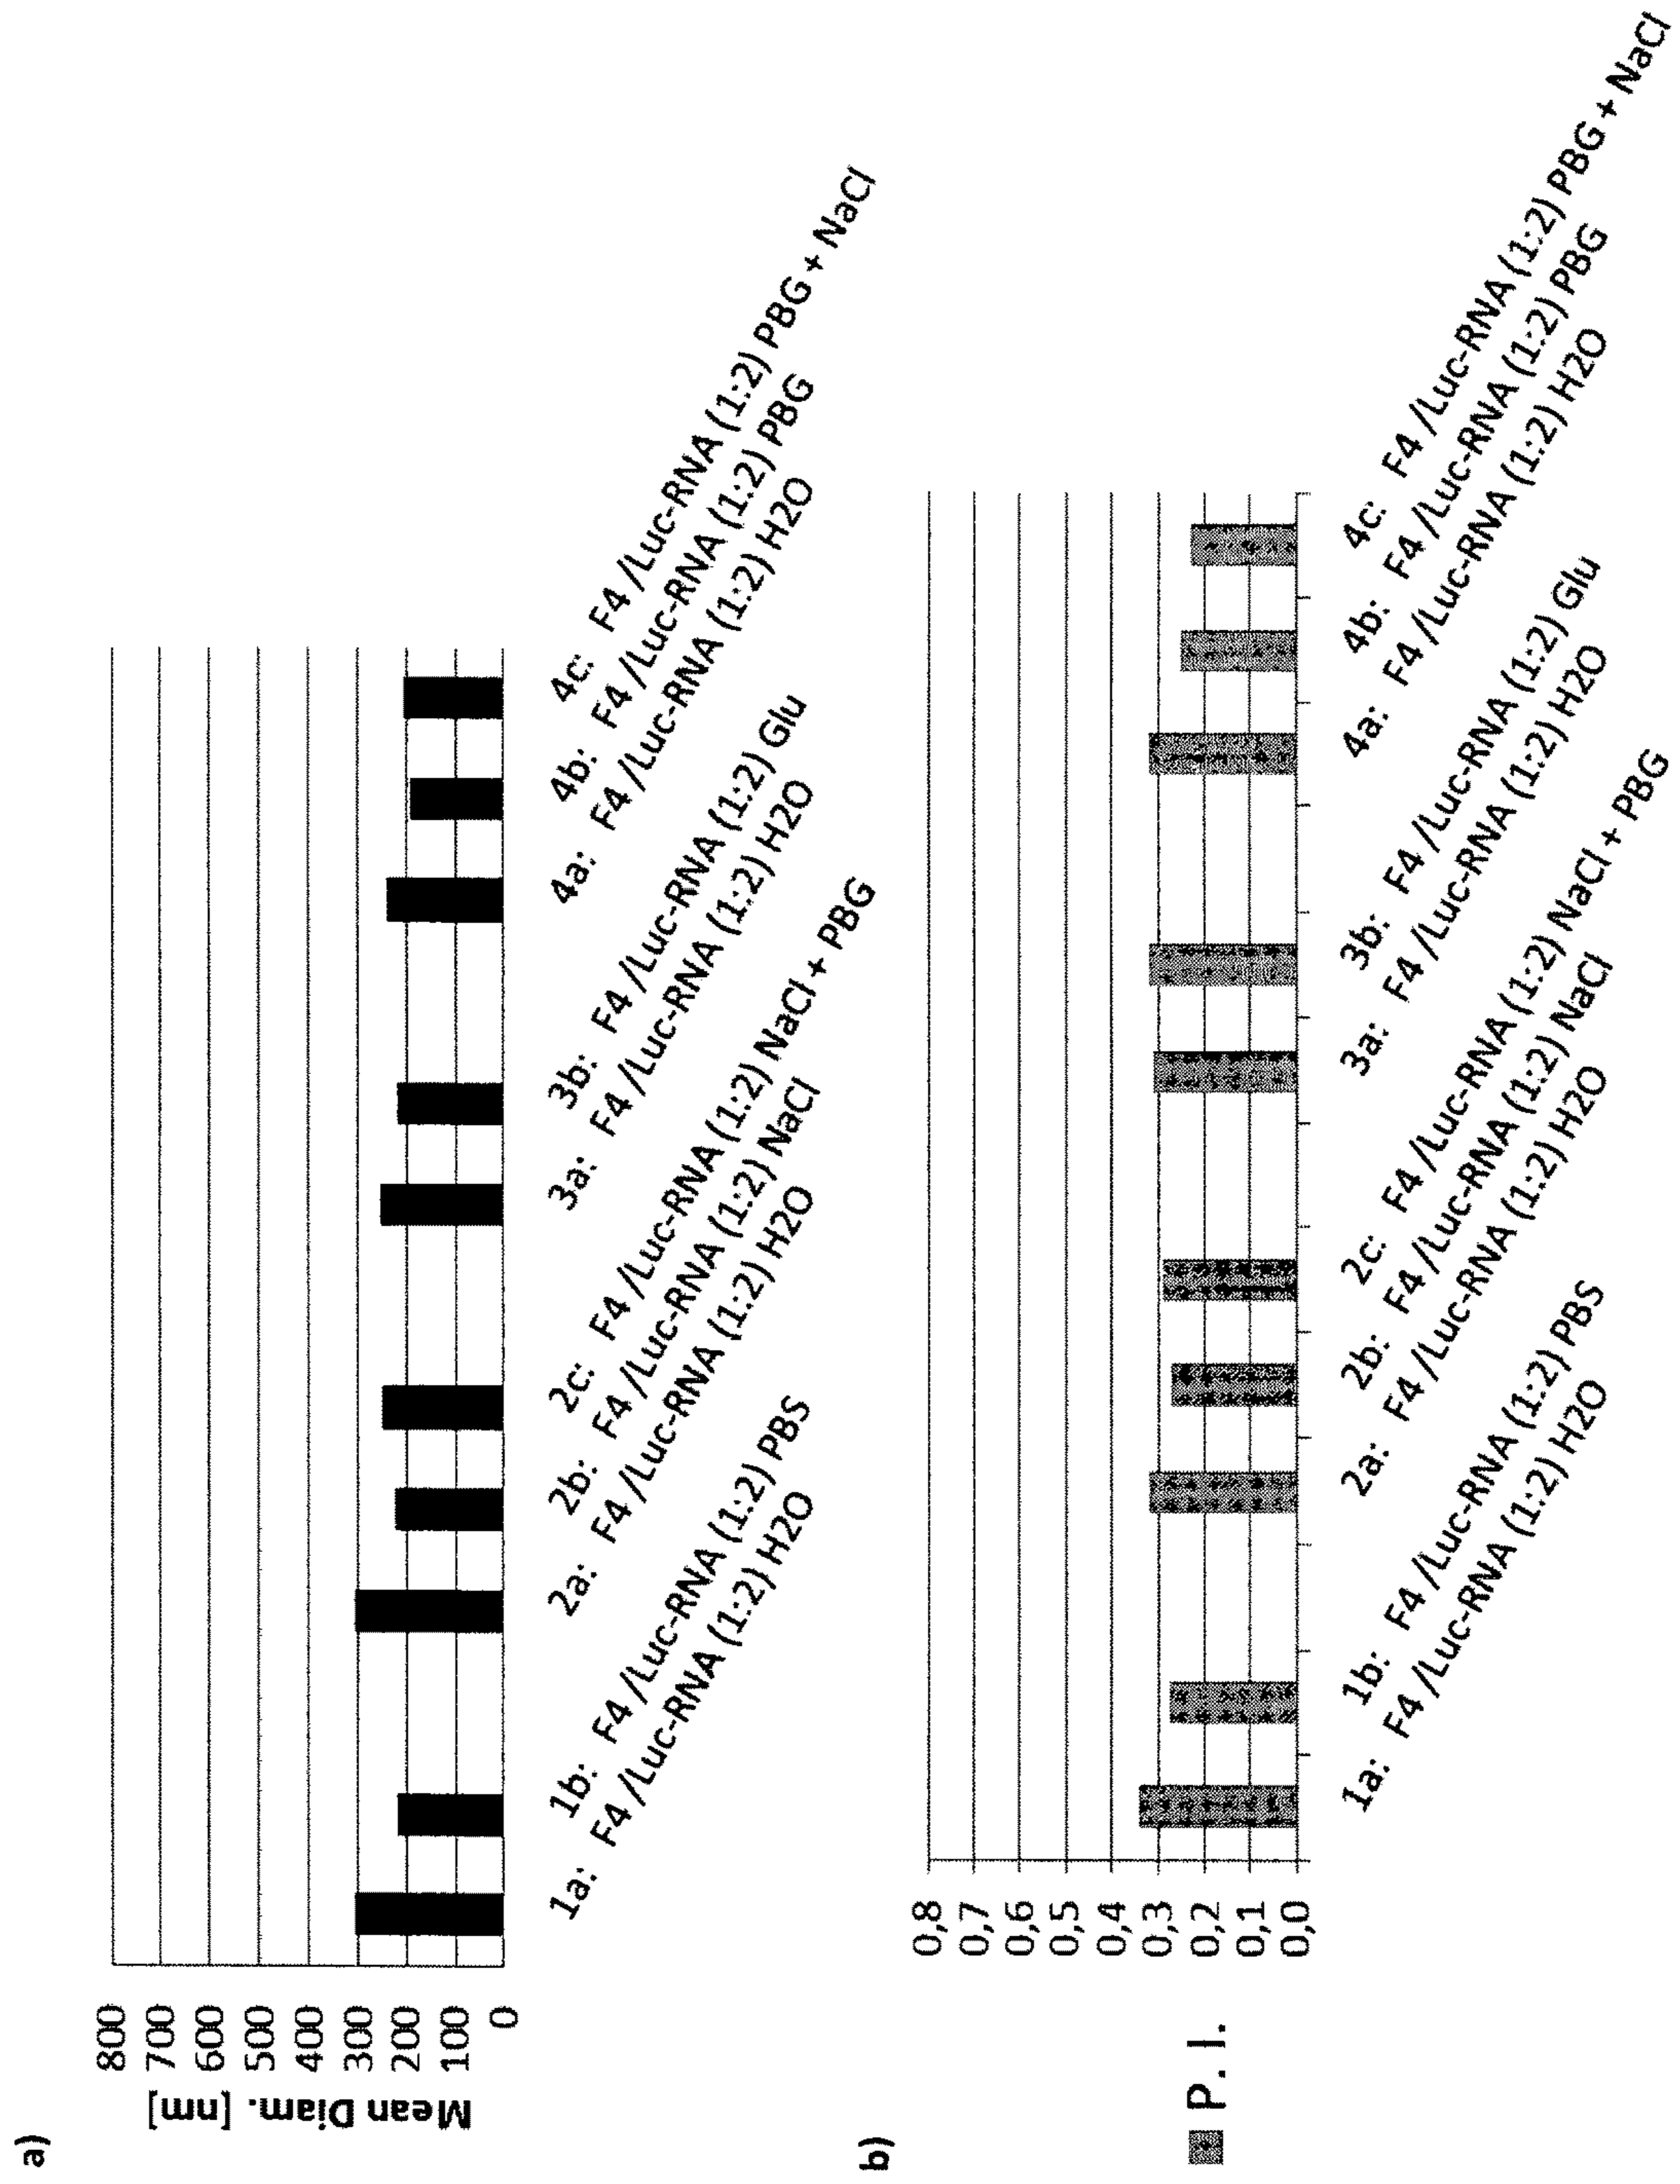 a)
Mean Diam. [nm]
800
700
600
500
400
300
200
100
0
1a: F4 /Luc-RNA (1:2) H2O
1b: F4 /Luc-RNA (1:2) PBS
2a: F4 /Luc-RNA (1:2) H2O
2b: F4 /Luc-RNA (1:2) NaCl
2c: F4 /Luc-RNA (1:2) NaCl + PBG
3a: F4 /Luc-RNA (1:2) H2O
3b: F4 /Luc-RNA (1:2) Glu
4a: F4 /Luc-RNA (1:2) H2O
4b: F4 /Luc-RNA (1:2) PBG
4c: F4 /Luc-RNA (1:2) PBG + NaCl
b)
P. I.
0,8
0,7
0,6
0,5
0,4
0,3
0,2
0,1
0,0
1a: F4 /Luc-RNA (1:2) H2O
1b: F4 /Luc-RNA (1:2) PBS
2a: F4 /Luc-RNA (1:2) H2O
2b: F4 /Luc-RNA (1:2) NaCl
2c: F4 /Luc-RNA (1:2) NaCl + PBG
3a: F4 /Luc-RNA (1:2) H2O
3b: F4 /Luc-RNA (1:2) Glu
4a: F4 /Luc-RNA (1:2) H2O
4b: F4 /Luc-RNA (1:2) PBG
4c: F4 /Luc-RNA (1:2) PBG + NaCl